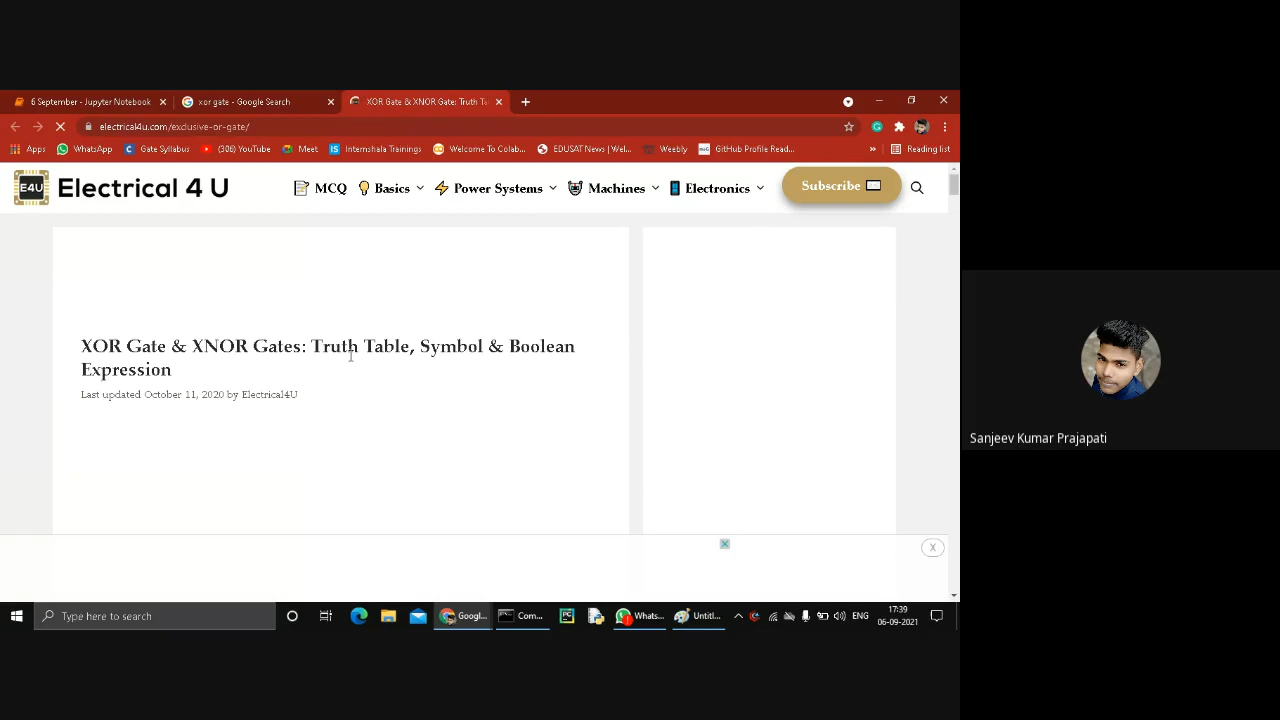 6 September - Jupyter Notebook
xor gate - Google Search
XOR Gate & XNOR Gates: Truth Ta
electrical4u.com/exclusive-or-gate/
Apps
WhatsApp
Gate Syllabus
(306) YouTube
Meet
IS
Internshala Trainings
Welcome To Colab...
EDUSAT News | Wel...
Weebly
GitHub Profile Read...
»
Reading list
E4U
Electrical 4 U
MCQ
Basics
Power Systems
Machines
Electronics
Subscribe
XOR Gate & XNOR Gates: Truth Table, Symbol & Boolean
Expression
Last updated October 11, 2020 by Electrical4U
X
Sanjeev Kumar Prajapati
Type here to search
Googl...
Com...
PC
Whats...
Untitl...
ENG
17:39
06-09-2021